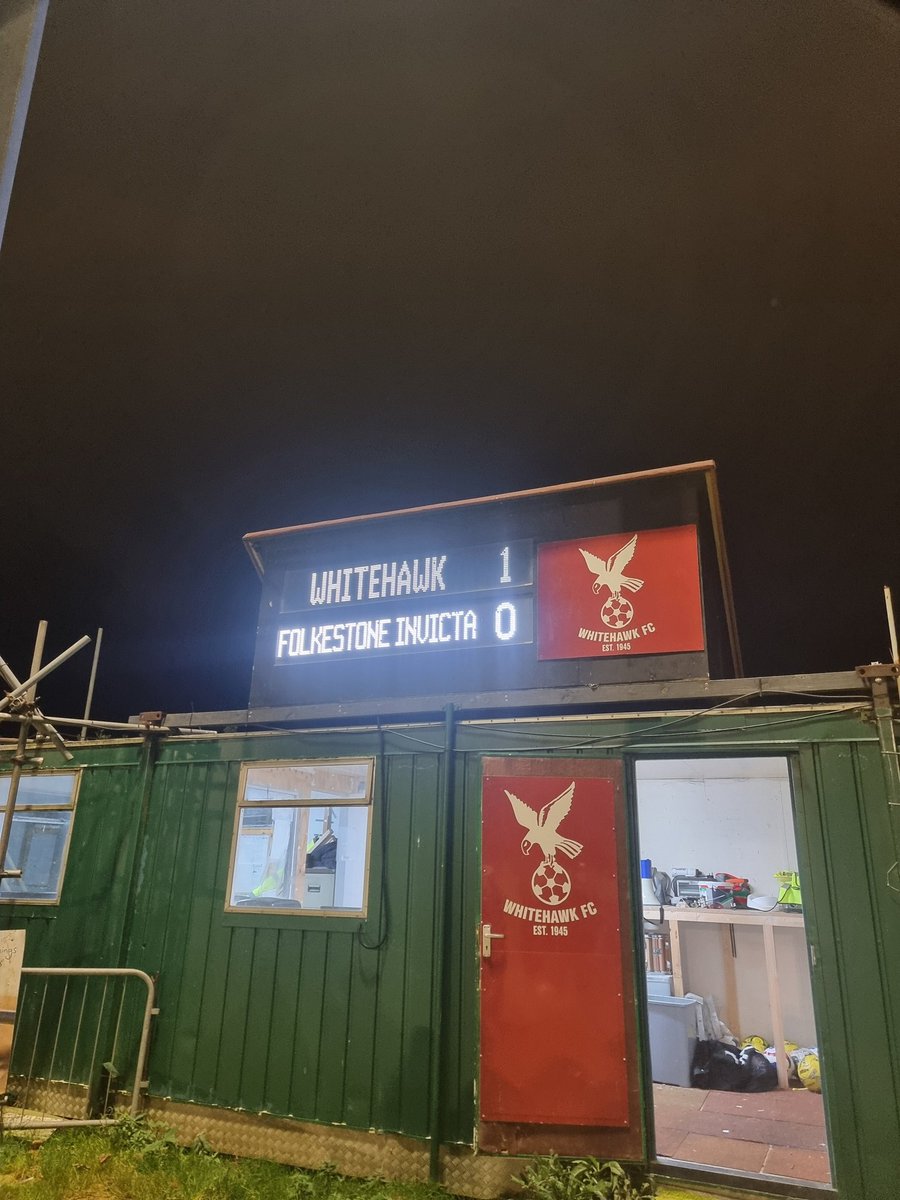 WHITEHAWK 1
FOLKESTONE INVICTA 0
WHITEHAWK FC
EST. 1945
WHITEHAWK FC
EST. 1945